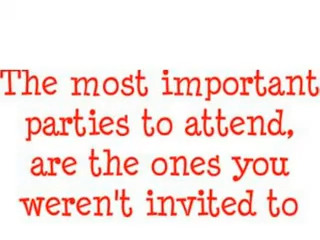 The most important
parties to attend,
are the ones you
weren't invited to